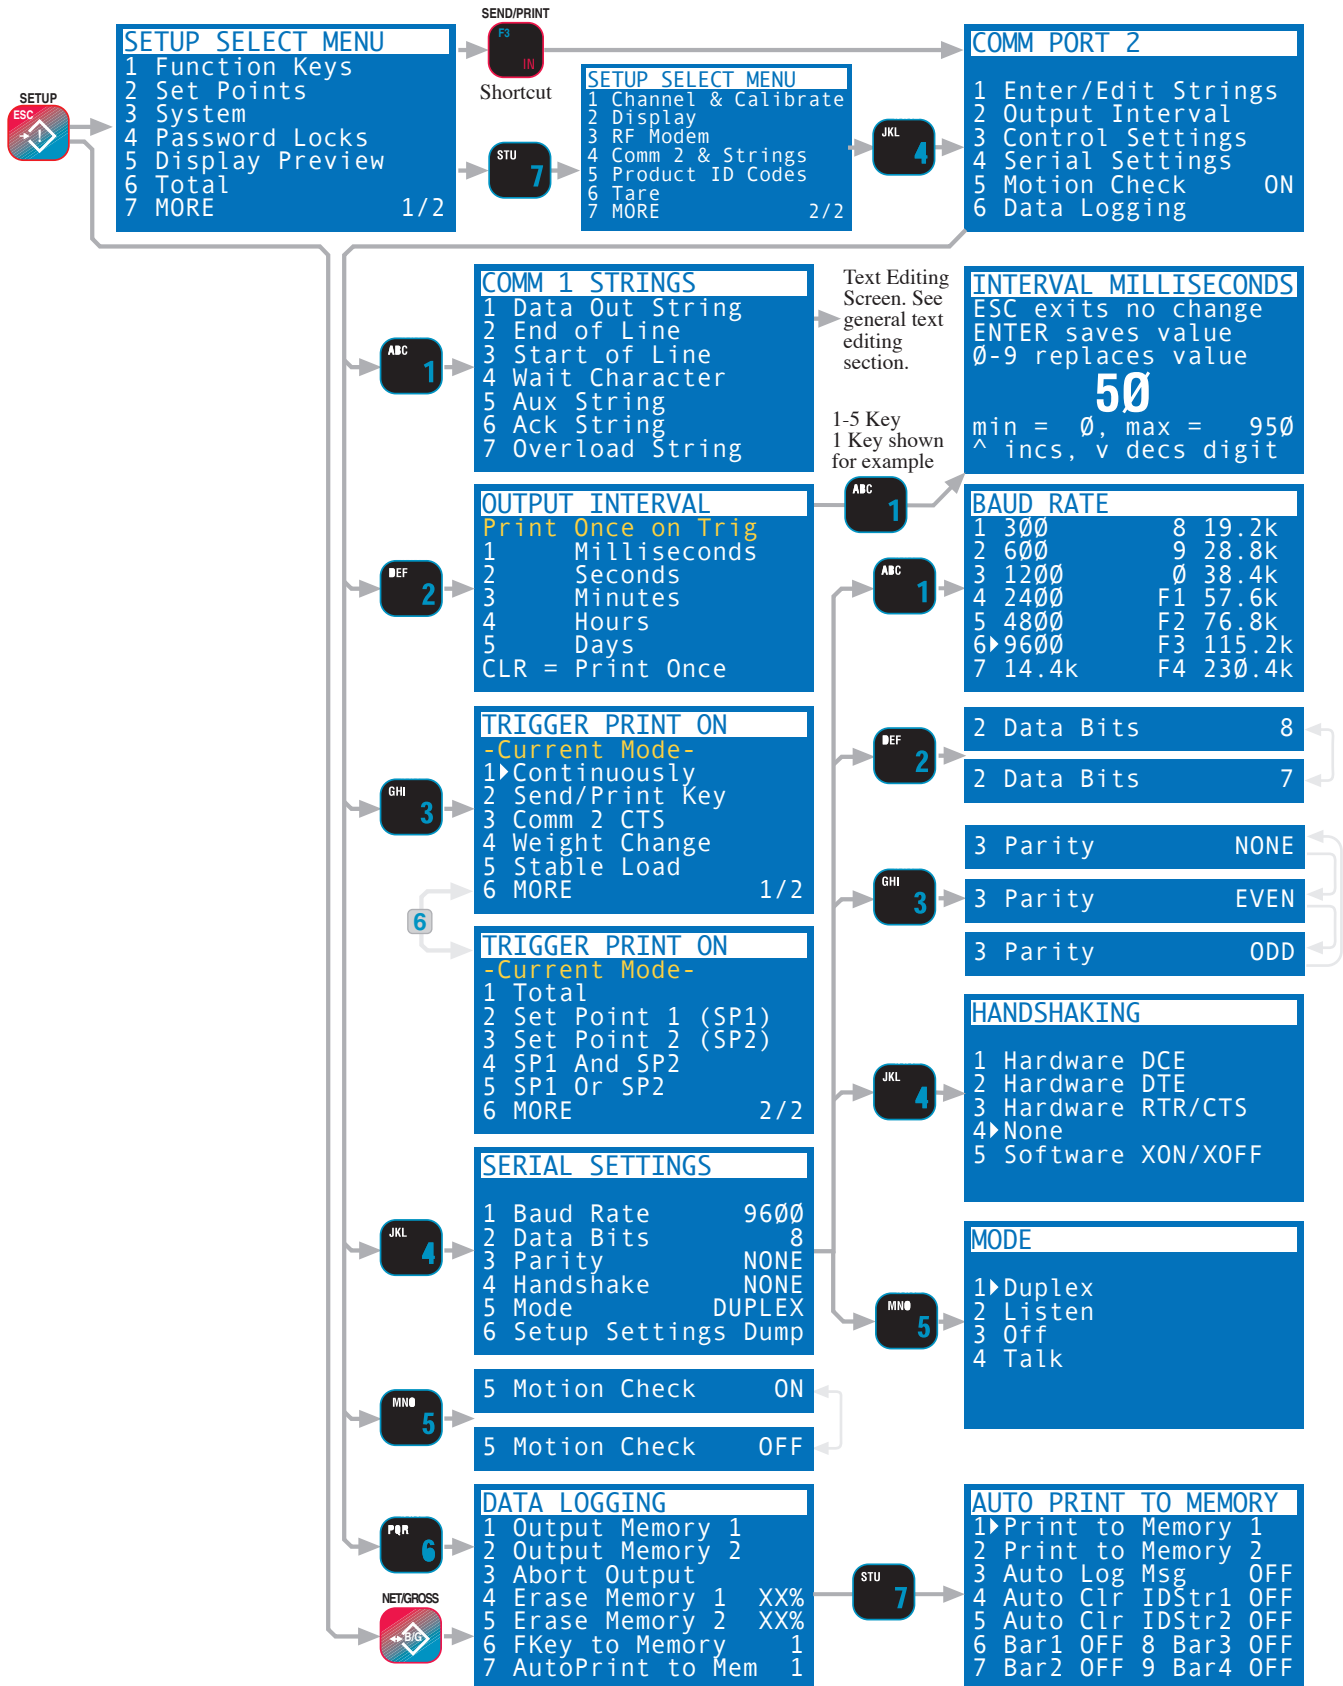 SEND/PRINT
F3
IN
Shortcut
SETUP
ESC
!
SETUP SELECT MENU
1 Function Keys
2 Set Points
3 System
4 Password Locks
5 Display Preview
6 Total
7 MORE 1/2
STU
7
SETUP SELECT MENU
1 Channel & Calibrate
2 Display
3 RF Modem
4 Comm 2 & Strings
5 Product ID Codes
6 Tare
7 MORE 2/2
JKL
4
COMM PORT 2
1 Enter/Edit Strings
2 Output Interval
3 Control Settings
4 Serial Settings
5 Motion Check ON
6 Data Logging
ABC
1
COMM 1 STRINGS
1 Data Out String
2 End of Line
3 Start of Line
4 Wait Character
5 Aux String
6 Ack String
7 Overload String
Text Editing
Screen. See
general text
editing
section.
INTERVAL MILLISECONDS
ESC exits no change
ENTER saves value
Ø-9 replaces value
5Ø
min = Ø, max = 95Ø
^ incs, v decs digit
1-5 Key
1 Key shown
for example
ABC
1
DEF
2
OUTPUT INTERVAL
Print Once on Trig
1 Milliseconds
2 Seconds
3 Minutes
4 Hours
5 Days
CLR = Print Once
ABC
1
BAUD RATE
1 3ØØ 8 19.2k
2 6ØØ 9 28.8k
3 12ØØ Ø 38.4k
4 24ØØ F1 57.6k
5 48ØØ F2 76.8k
6▸96ØØ F3 115.2k
7 14.4k F4 23Ø.4k
GHI
3
TRIGGER PRINT ON
-Current Mode-
1▸Continuously
2 Send/Print Key
3 Comm 2 CTS
4 Weight Change
5 Stable Load
6 MORE 1/2
6
TRIGGER PRINT ON
-Current Mode-
1 Total
2 Set Point 1 (SP1)
3 Set Point 2 (SP2)
4 SP1 And SP2
5 SP1 Or SP2
6 MORE 2/2
DEF
2
2 Data Bits 8
2 Data Bits 7
GHI
3
3 Parity NONE
3 Parity EVEN
3 Parity ODD
JKL
4
HANDSHAKING
1 Hardware DCE
2 Hardware DTE
3 Hardware RTR/CTS
4▸None
5 Software XON/XOFF
JKL
4
SERIAL SETTINGS
1 Baud Rate 96ØØ
2 Data Bits 8
3 Parity NONE
4 Handshake NONE
5 Mode DUPLEX
6 Setup Settings Dump
MNO
5
MODE
1▸Duplex
2 Listen
3 Off
4 Talk
MNO
5
5 Motion Check ON
5 Motion Check OFF
PQR
6
NET/GROSS
B/G
DATA LOGGING
1 Output Memory 1
2 Output Memory 2
3 Abort Output
4 Erase Memory 1 XX%
5 Erase Memory 2 XX%
6 FKey to Memory 1
7 AutoPrint to Mem 1
STU
7
AUTO PRINT TO MEMORY
1▸Print to Memory 1
2 Print to Memory 2
3 Auto Log Msg OFF
4 Auto Clr IDStr1 OFF
5 Auto Clr IDStr2 OFF
6 Bar1 OFF 8 Bar3 OFF
7 Bar2 OFF 9 Bar4 OFF